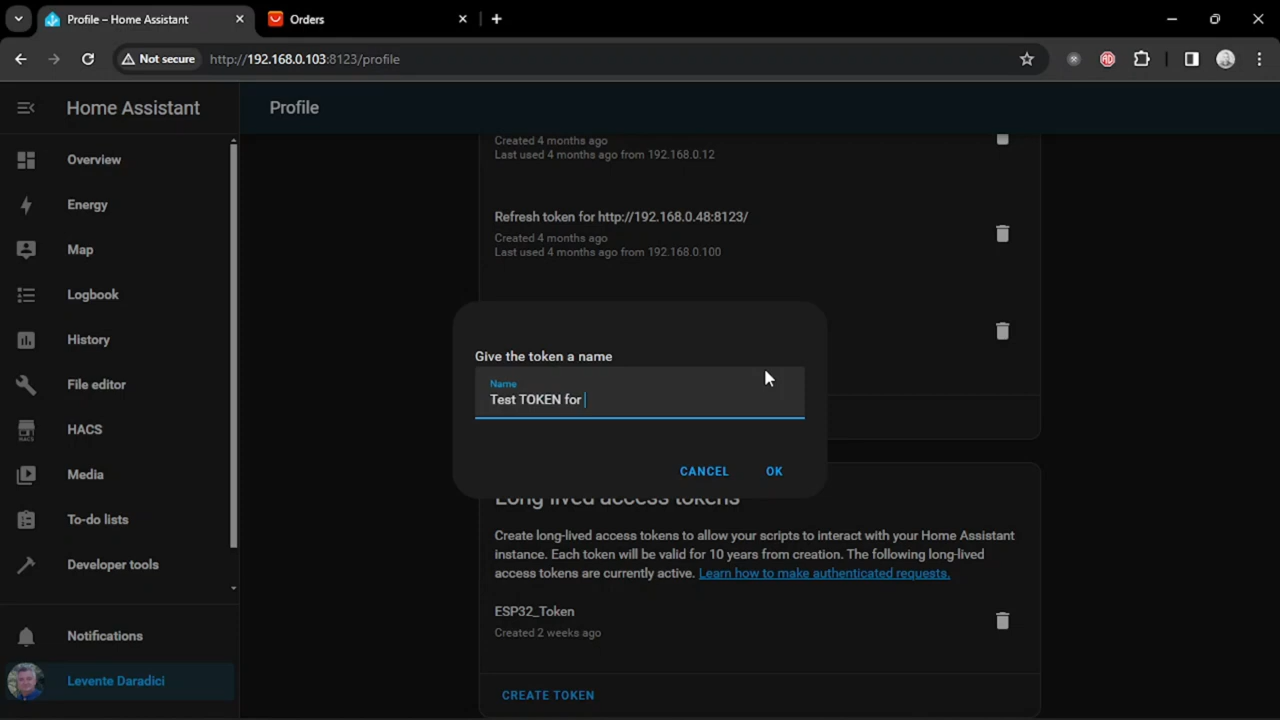 Profile – Home Assistant
Orders
Not secure
http://192.168.0.103:8123/profile
Home Assistant
Profile
Overview
Energy
Map
Logbook
History
File editor
HACS
HACS
Media
To-do lists
Developer tools
Notifications
Levente Daradici
Created 4 months ago
Last used 4 months ago from 192.168.0.12
Refresh token for http://192.168.0.48:8123/
Created 4 months ago
Last used 4 months ago from 192.168.0.100
Give the token a name
Name
Test TOKEN for
CANCEL
OK
Long lived access tokens
Create long-lived access tokens to allow your scripts to interact with your Home Assistant
instance. Each token will be valid for 10 years from creation. The following long-lived
access tokens are currently active. Learn how to make authenticated requests.
ESP32_Token
Created 2 weeks ago
CREATE TOKEN